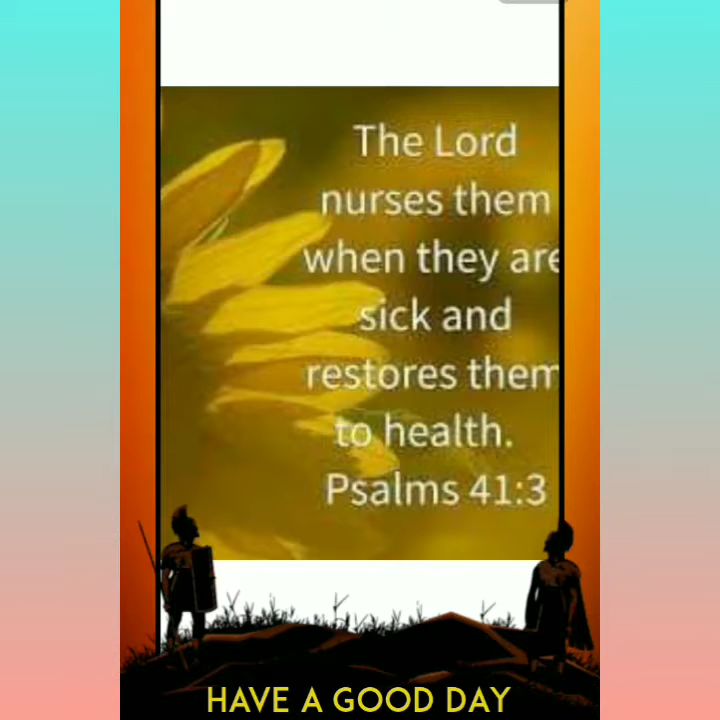 The Lord
nurses them
when they are
sick and
restores them
to health.
Psalms 41:3
HAVE A GOOD DAY